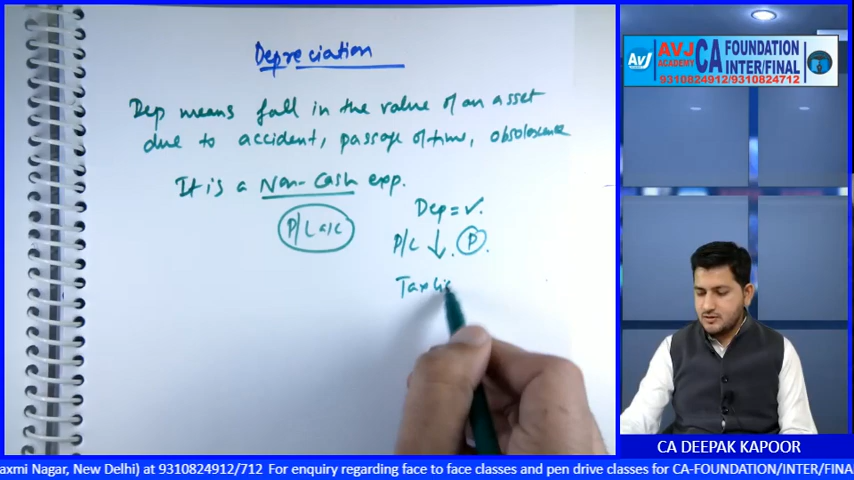 Depreciation
Dep means fall in the value of an asset
due to accident, passage of time, obsolescence
It is a Non-Cash exp.
P/L a/c
Dep = ✓.
P/L ↓. P.
Tax li
AVJ
AVJ
ACADEMY
CA
FOUNDATION
INTER/FINAL
9310824912/9310824712
CA DEEPAK KAPOOR
axmi Nagar, New Delhi) at 9310824912/712 For enquiry regarding face to face classes and pen drive classes for CA-FOUNDATION/INTER/FINA